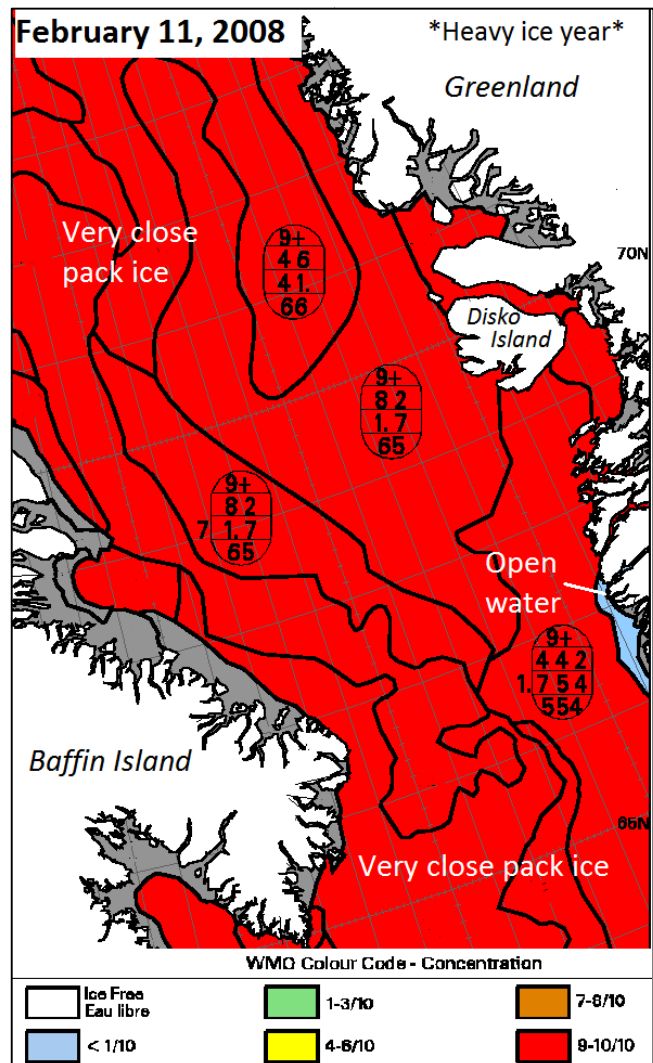 February 11, 2008
*Heavy ice year*
Greenland
Very close
pack ice
9+
4 6
4 1.
66
70N
Disko
Island
9+
8 2
1. 7
65
9+
8 2
7 1. 7
65
Open
water
9+
4 4 2
1. 7 5 4
554
Baffin Island
65N
Very close pack ice
WMO Colour Code - Concentration
Ice Free
Eau libre
1-3/10
7-8/10
< 1/10
4-6/10
9-10/10